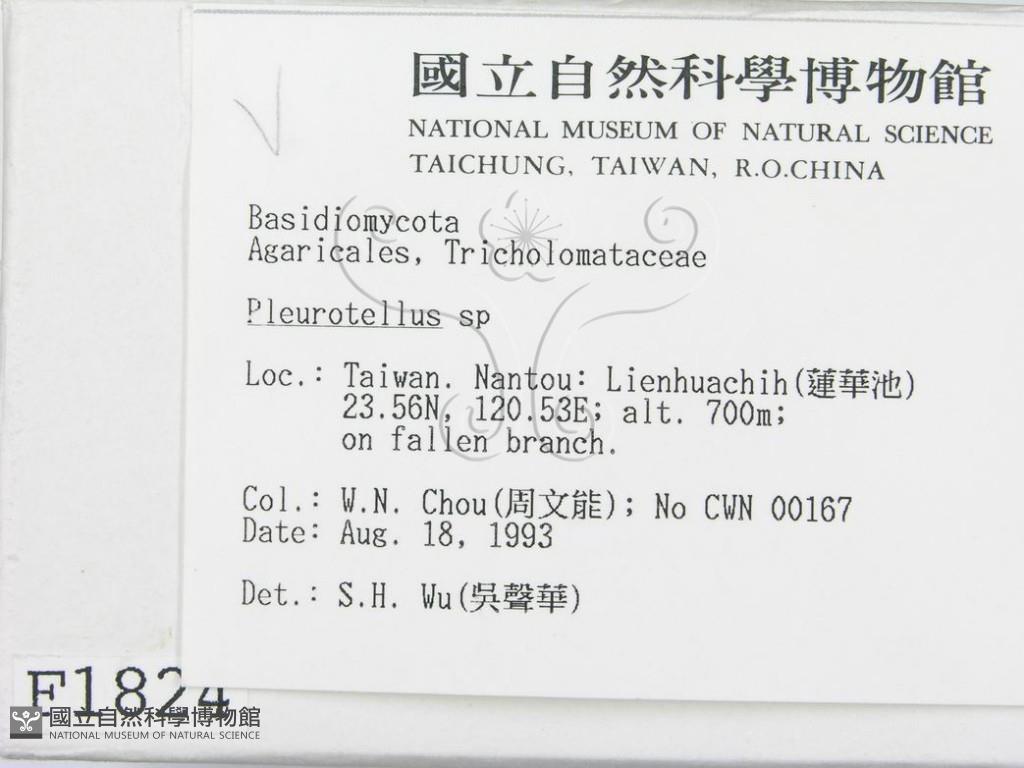 國立自然科學博物館
NATIONAL MUSEUM OF NATURAL SCIENCE
TAICHUNG, TAIWAN, R.O.CHINA
Basidiomycota
Agaricales, Tricholomataceae
Pleurotellus sp
Loc.: Taiwan. Nantou: Lienhuachih(蓮華池)
23.56N, 120.53E; alt. 700m;
on fallen branch.
Col.: W.N. Chou(周文能); No CWN 00167
Date: Aug. 18, 1993
Det.: S.H. Wu(吳聲華)
F1824
國立自然科學博物館
NATIONAL MUSEUM OF NATURAL SCIENCE